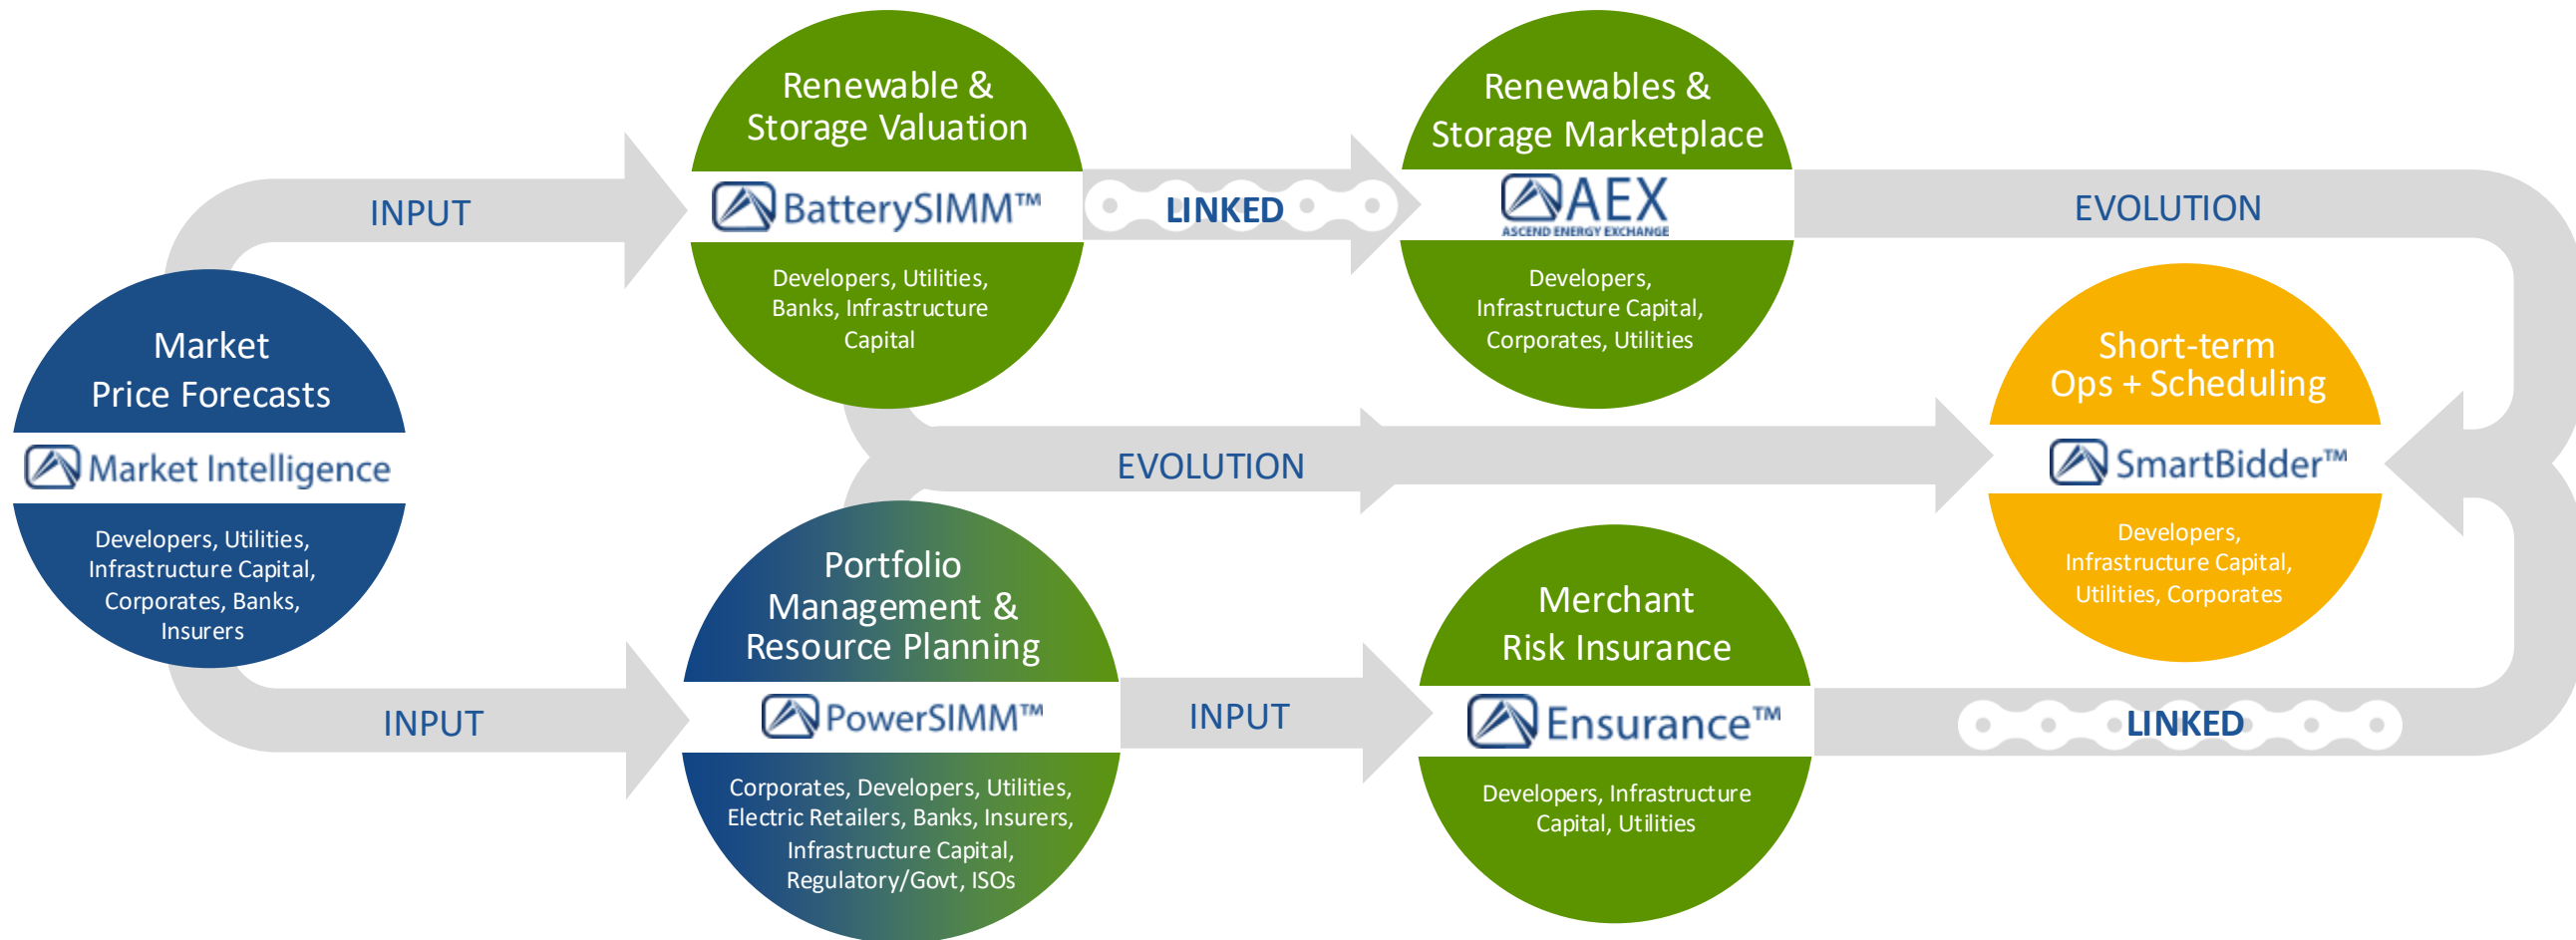 Market
Price Forecasts
Market Intelligence
Developers, Utilities,
Infrastructure Capital,
Corporates, Banks,
Insurers
INPUT
INPUT
Renewable &
Storage Valuation
BatterySIMM™
Developers, Utilities,
Banks, Infrastructure
Capital
LINKED
Renewables &
Storage Marketplace
AEX
ASCEND ENERGY EXCHANGE
Developers,
Infrastructure Capital,
Corporates, Utilities
EVOLUTION
EVOLUTION
Portfolio
Management &
Resource Planning
PowerSIMM™
Corporates, Developers, Utilities,
Electric Retailers, Banks, Insurers,
Infrastructure Capital,
Regulatory/Govt, ISOs
INPUT
Merchant
Risk Insurance
Ensurance™
Developers, Infrastructure
Capital, Utilities
LINKED
Short-term
Ops + Scheduling
SmartBidder™
Developers,
Infrastructure Capital,
Utilities, Corporates